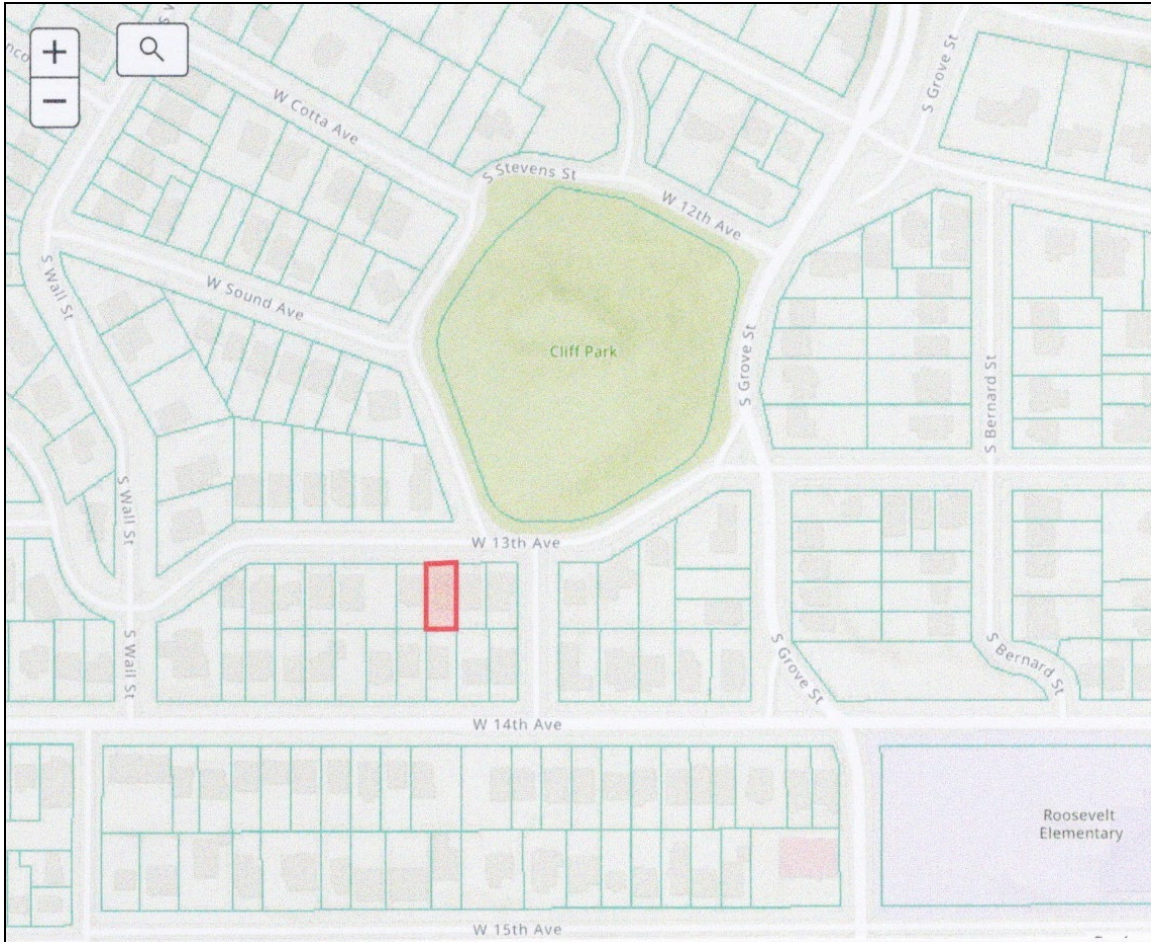 +
−
W Cotta Ave
S Grove St
S Stevens St
W 12th Ave
S Wall St
W Sound Ave
Cliff Park
S Grove St
S Bernard St
S Wall St
W 13th Ave
S Wall St
S Grove St
S Bernard St
W 14th Ave
Roosevelt
Elementary
W 15th Ave